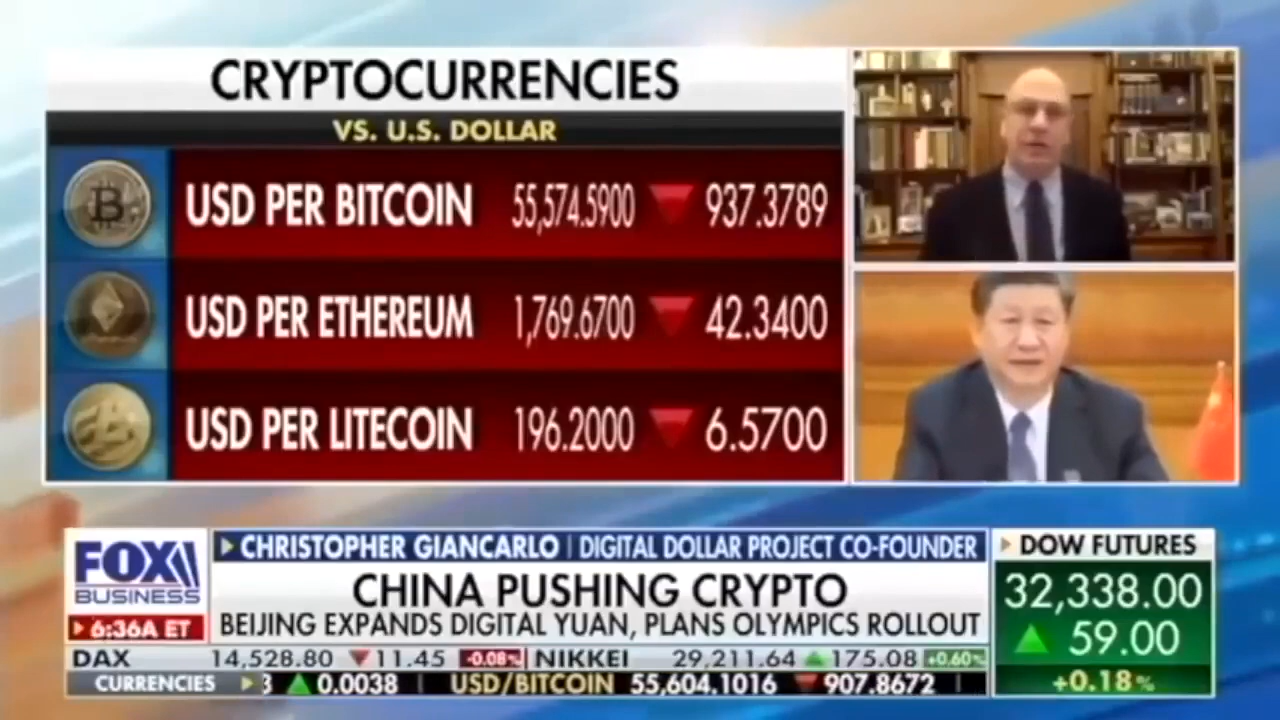 CRYPTOCURRENCIES
VS. U.S. DOLLAR
USD PER BITCOIN 55,574.5900 937.3789
USD PER ETHEREUM 1,769.6700 42.3400
USD PER LITECOIN 196.2000 6.5700
FOX BUSINESS
6:36A ET
CHRISTOPHER GIANCARLO | DIGITAL DOLLAR PROJECT CO-FOUNDER
CHINA PUSHING CRYPTO
BEIJING EXPANDS DIGITAL YUAN, PLANS OLYMPICS ROLLOUT
DOW FUTURES
32,338.00
59.00
+0.18%
DAX 14,528.80 11.45 -0.08% NIKKEI 29,211.64 175.08 +0.60%
CURRENCIES 0.0038 USD/BITCOIN 55,604.1016 907.8672